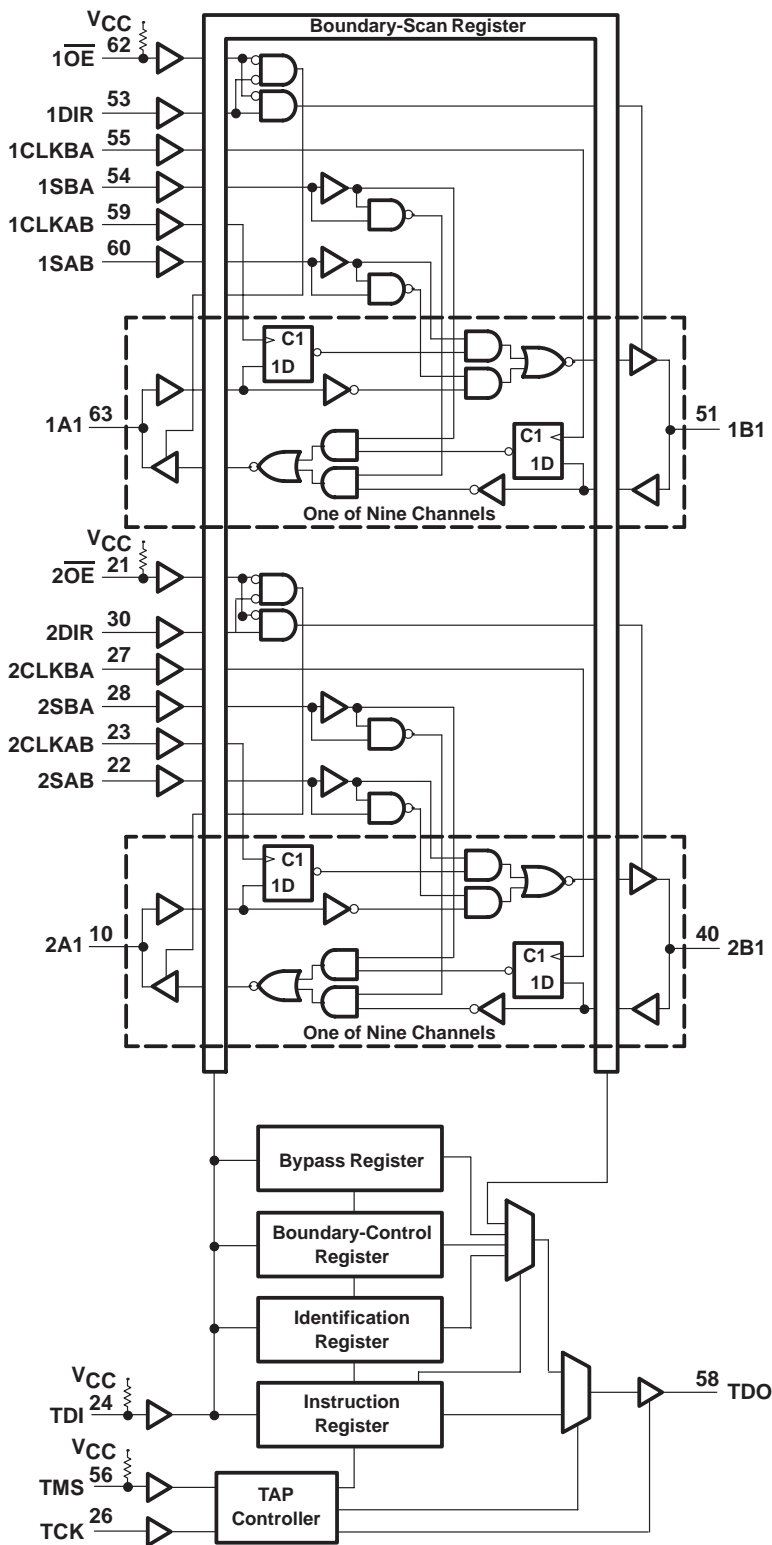 VCC
Boundary-Scan Register
1OE 62
1DIR 53
1CLKBA 55
1SBA 54
1CLKAB 59
1SAB 60
C1
1D
1A1 63
51 1B1
C1
1D
One of Nine Channels
VCC
2OE 21
2DIR 30
2CLKBA 27
2SBA 28
2CLKAB 23
2SAB 22
C1
1D
2A1 10
40 2B1
C1
1D
One of Nine Channels
Bypass Register
Boundary-Control
Register
Identification
Register
VCC
TDI 24
Instruction
Register
58 TDO
VCC
TMS 56
TAP
Controller
TCK 26